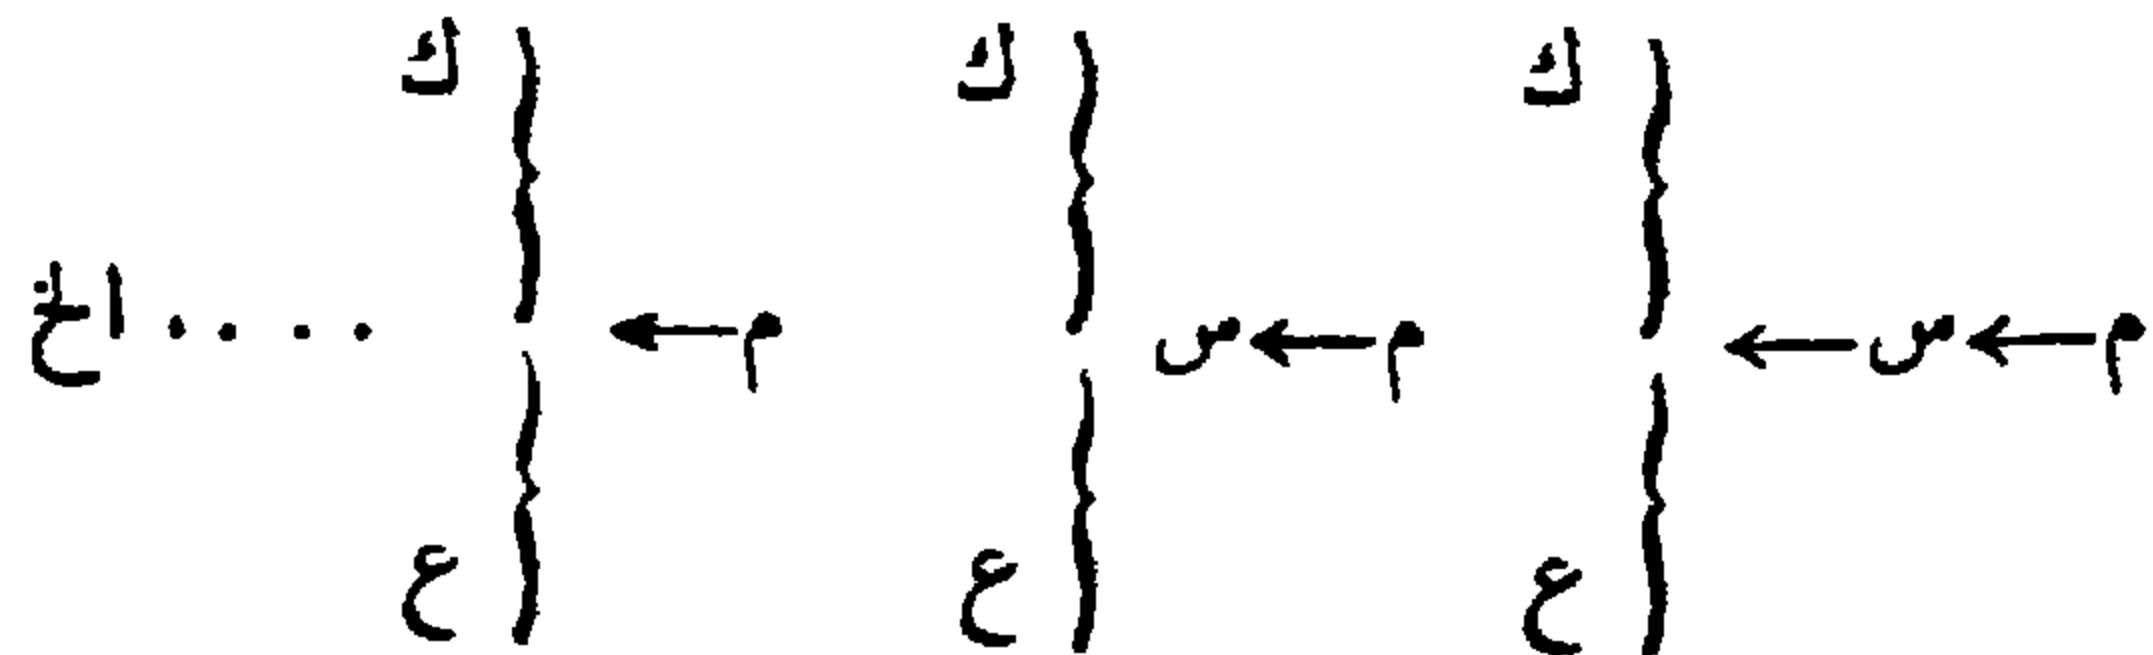 ك ك ك
م ← س ← م ← س م ← .... الخ
ع ع ع